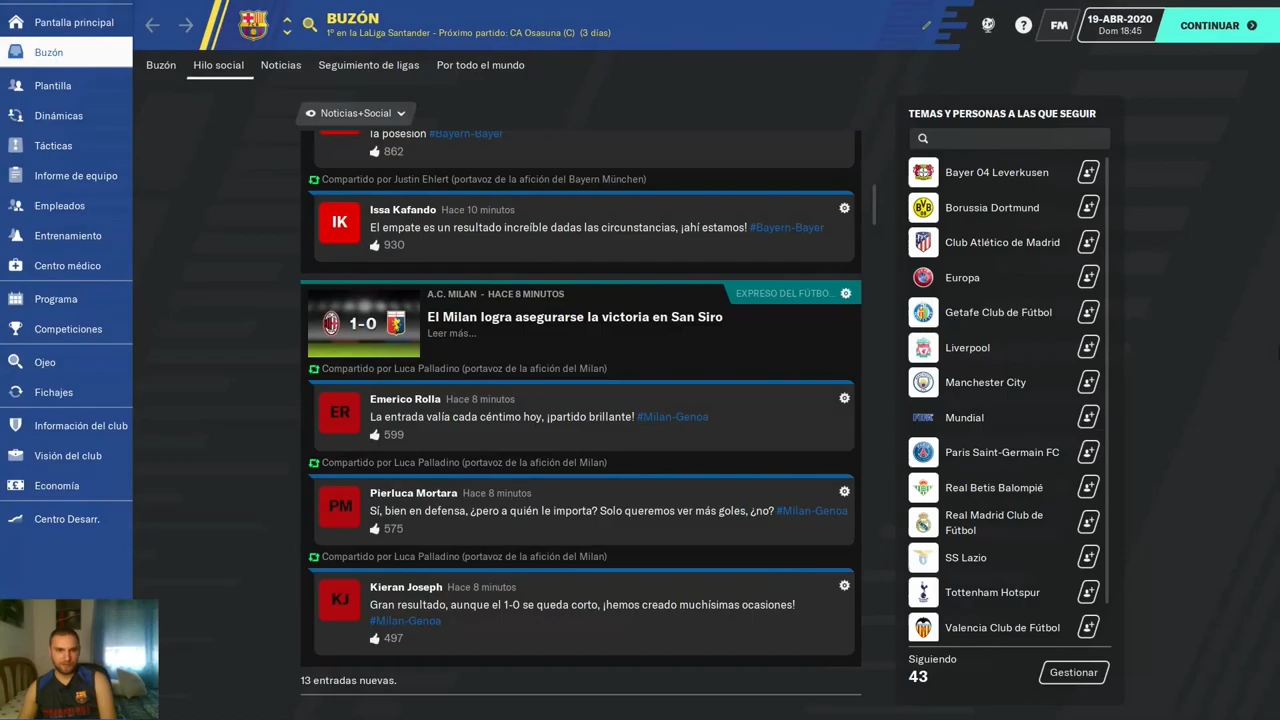 Pantalla principal
Buzón
Plantilla
Dinámicas
Tácticas
Informe de equipo
Empleados
Entrenamiento
Centro médico
Programa
Competiciones
Ojeo
Fichajes
Información del club
Visión del club
Economía
Centro Desarr.
BUZÓN
1º en la LaLiga Santander - Próximo partido: CA Osasuna (C) (3 días)
FM
19-ABR-2020
Dom 18:45
CONTINUAR
Buzón
Hilo social
Noticias
Seguimiento de ligas
Por todo el mundo
Noticias+Social
la posesión #Bayern-Bayer
862
Compartido por Justin Ehlert (portavoz de la afición del Bayern München)
IK
Issa Kafando Hace 10 minutos
El empate es un resultado increíble dadas las circunstancias, ¡ahí estamos! #Bayern-Bayer
930
A.C. MILAN - HACE 8 MINUTOS
EXPRESO DEL FÚTBO...
1-0
El Milan logra asegurarse la victoria en San Siro
Leer más...
Compartido por Luca Palladino (portavoz de la afición del Milan)
ER
Emerico Rolla Hace 8 minutos
La entrada valía cada céntimo hoy, ¡partido brillante! #Milan-Genoa
599
Compartido por Luca Palladino (portavoz de la afición del Milan)
PM
Pierluca Mortara Hace 8 minutos
Sí, bien en defensa, ¿pero a quién le importa? Solo queremos ver más goles, ¿no? #Milan-Genoa
575
Compartido por Luca Palladino (portavoz de la afición del Milan)
KJ
Kieran Joseph Hace 8 minutos
Gran resultado, aunque el 1-0 se queda corto, ¡hemos creado muchísimas ocasiones!
#Milan-Genoa
497
13 entradas nuevas.
TEMAS Y PERSONAS A LAS QUE SEGUIR
Bayer 04 Leverkusen
Borussia Dortmund
Club Atlético de Madrid
Europa
Getafe Club de Fútbol
Liverpool
Manchester City
FIFA
Mundial
Paris Saint-Germain FC
Real Betis Balompié
Real Madrid Club de
Fútbol
SS Lazio
Tottenham Hotspur
Valencia Club de Fútbol
Siguiendo
43
Gestionar